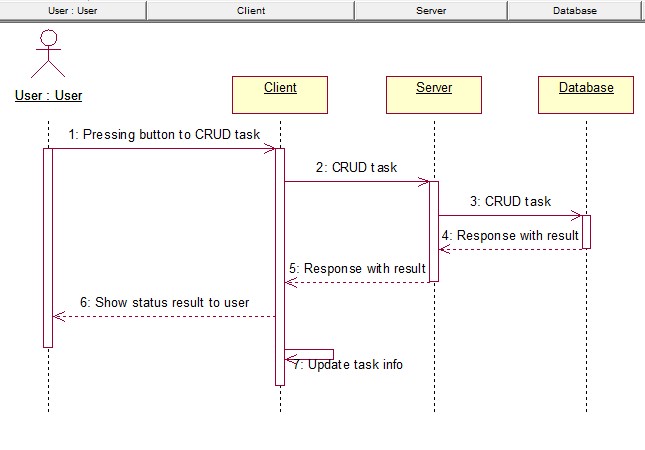 User : User
Client
Server
Database
User : User
Client
Server
Database
1: Pressing button to CRUD task
2: CRUD task
3: CRUD task
4: Response with result
5: Response with result
6: Show status result to user
7: Update task info